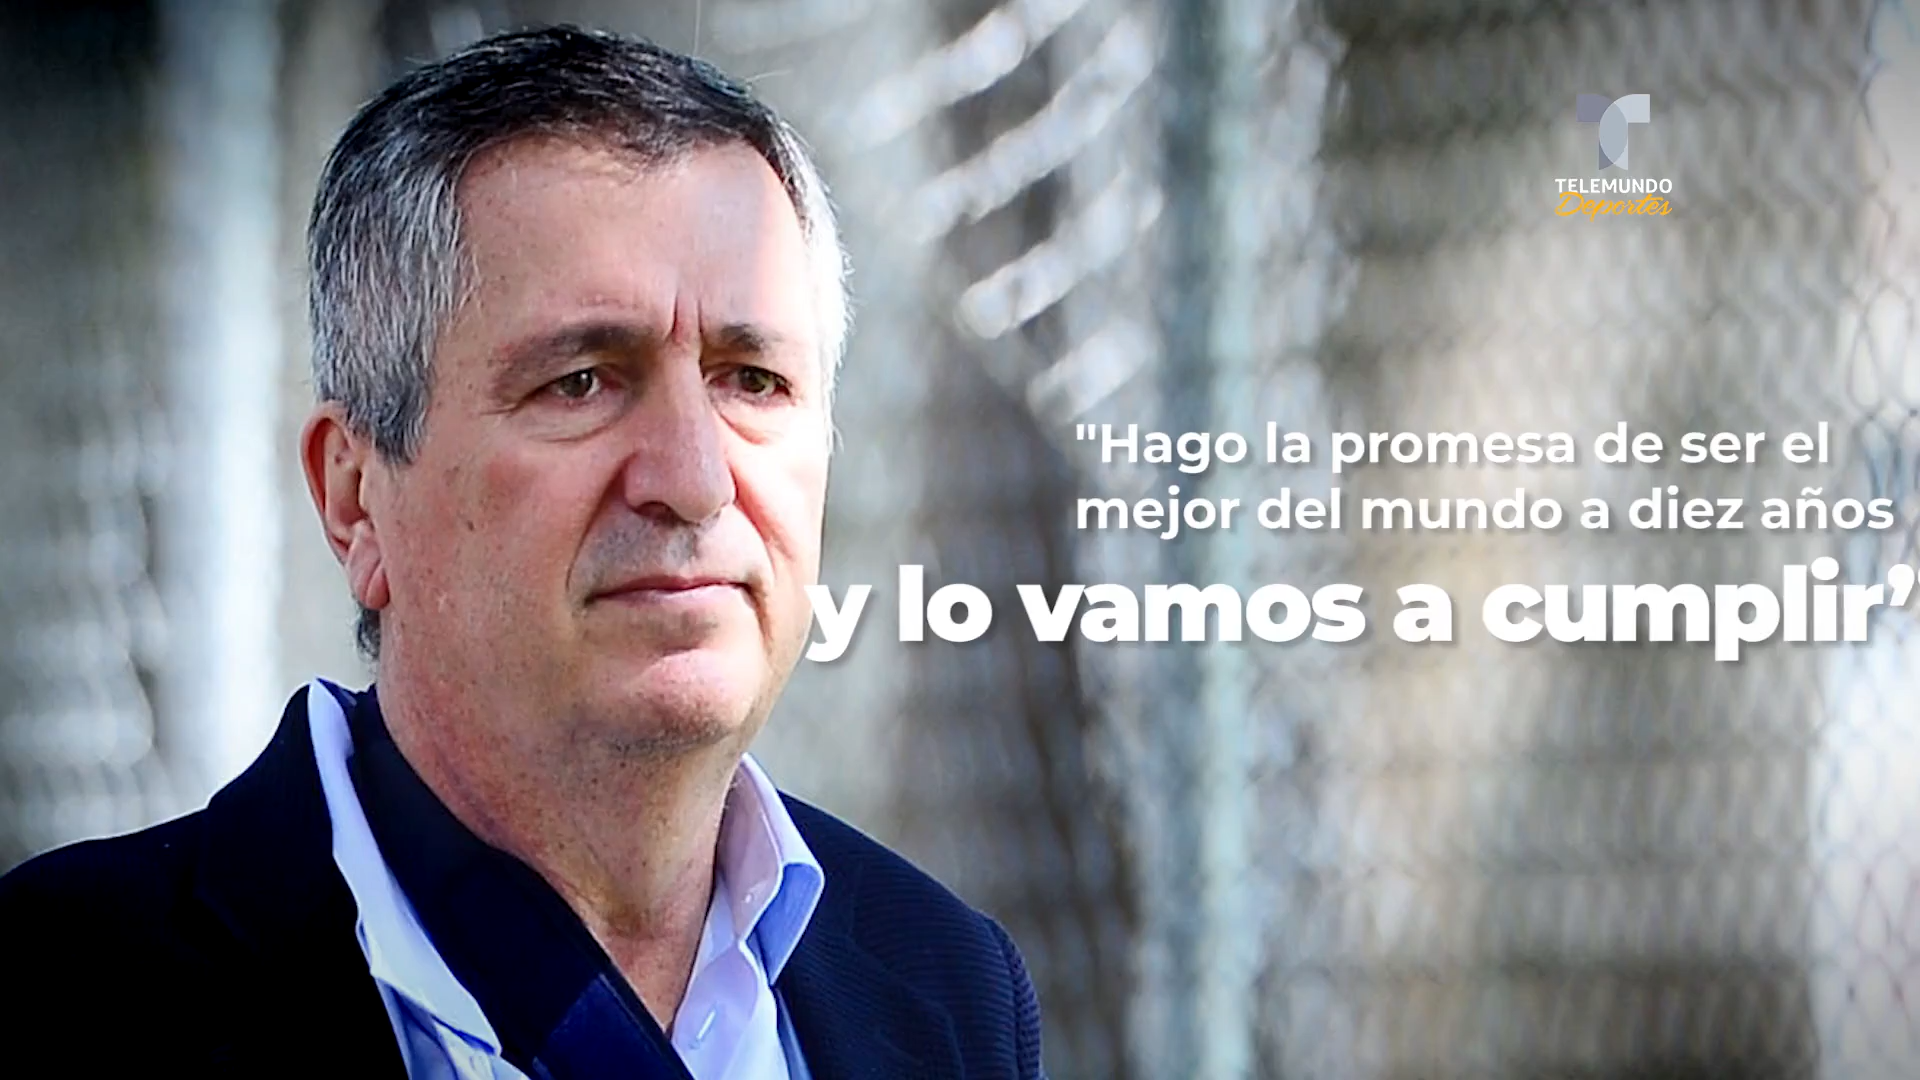 TELEMUNDO
Deportes
"Hago la promesa de ser el
mejor del mundo a diez años
y lo vamos a cumplir’"